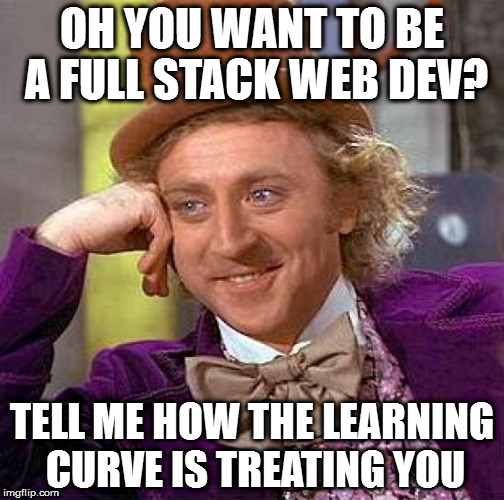 OH YOU WANT TO BE
A FULL STACK WEB DEV?
TELL ME HOW THE LEARNING
CURVE IS TREATING YOU
imgflip.com